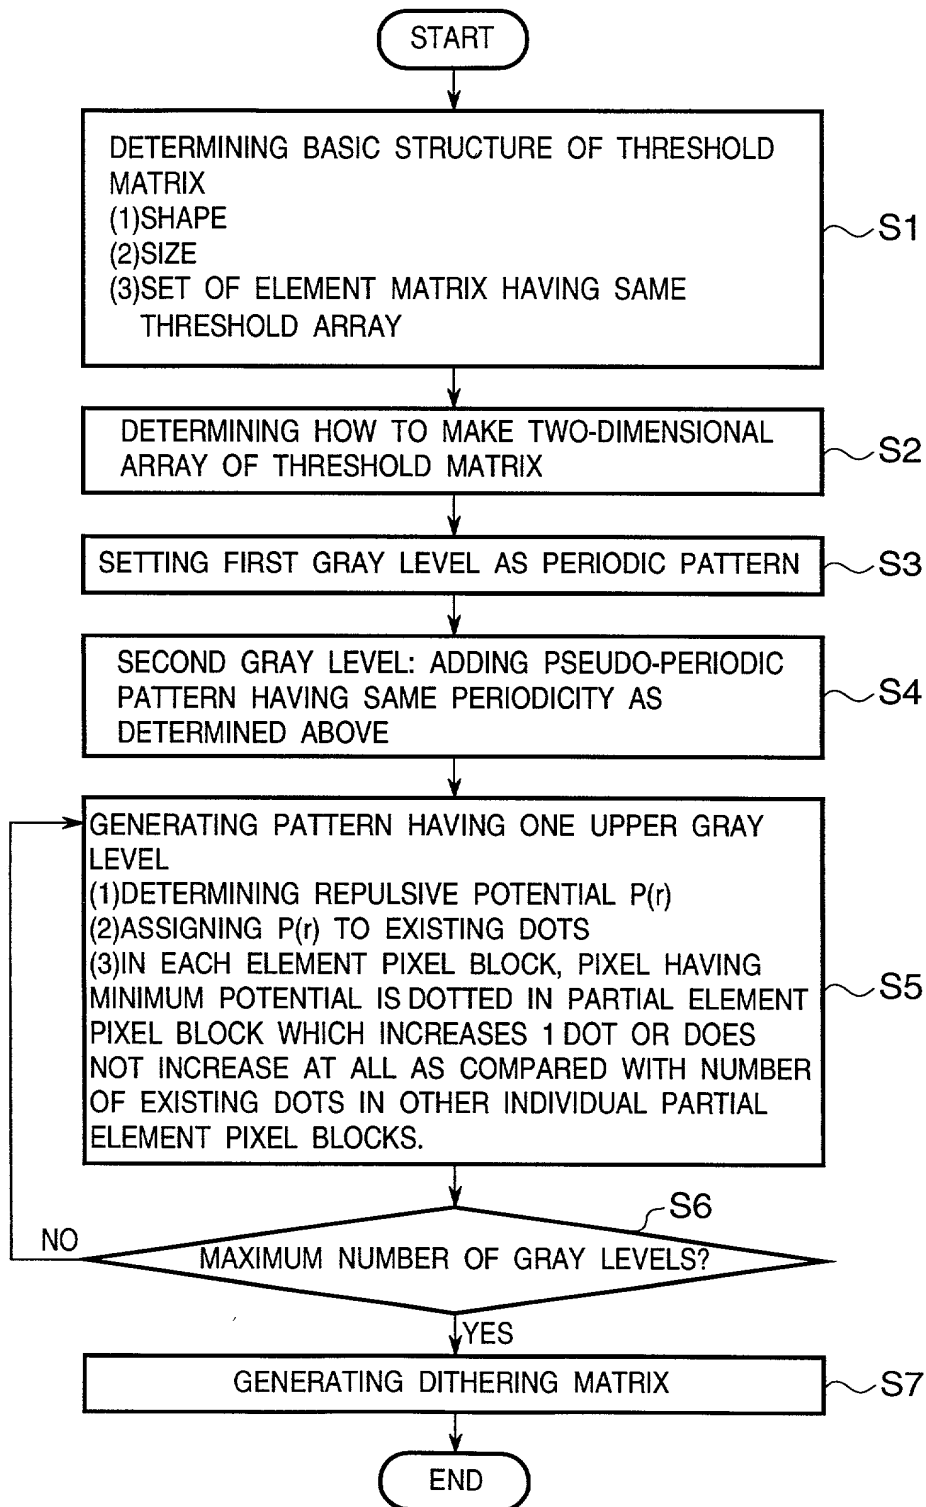 START
DETERMINING BASIC STRUCTURE OF THRESHOLD
MATRIX
(1)SHAPE
(2)SIZE
(3)SET OF ELEMENT MATRIX HAVING SAME
THRESHOLD ARRAY
S1
DETERMINING HOW TO MAKE TWO-DIMENSIONAL
ARRAY OF THRESHOLD MATRIX
S2
SETTING FIRST GRAY LEVEL AS PERIODIC PATTERN
S3
SECOND GRAY LEVEL: ADDING PSEUDO-PERIODIC
PATTERN HAVING SAME PERIODICITY AS
DETERMINED ABOVE
S4
GENERATING PATTERN HAVING ONE UPPER GRAY
LEVEL
(1)DETERMINING REPULSIVE POTENTIAL P(r)
(2)ASSIGNING P(r) TO EXISTING DOTS
(3)IN EACH ELEMENT PIXEL BLOCK, PIXEL HAVING
MINIMUM POTENTIAL IS DOTTED IN PARTIAL ELEMENT
PIXEL BLOCK WHICH INCREASES 1 DOT OR DOES
NOT INCREASE AT ALL AS COMPARED WITH NUMBER
OF EXISTING DOTS IN OTHER INDIVIDUAL PARTIAL
ELEMENT PIXEL BLOCKS.
S5
S6
NO
MAXIMUM NUMBER OF GRAY LEVELS?
YES
GENERATING DITHERING MATRIX
S7
END